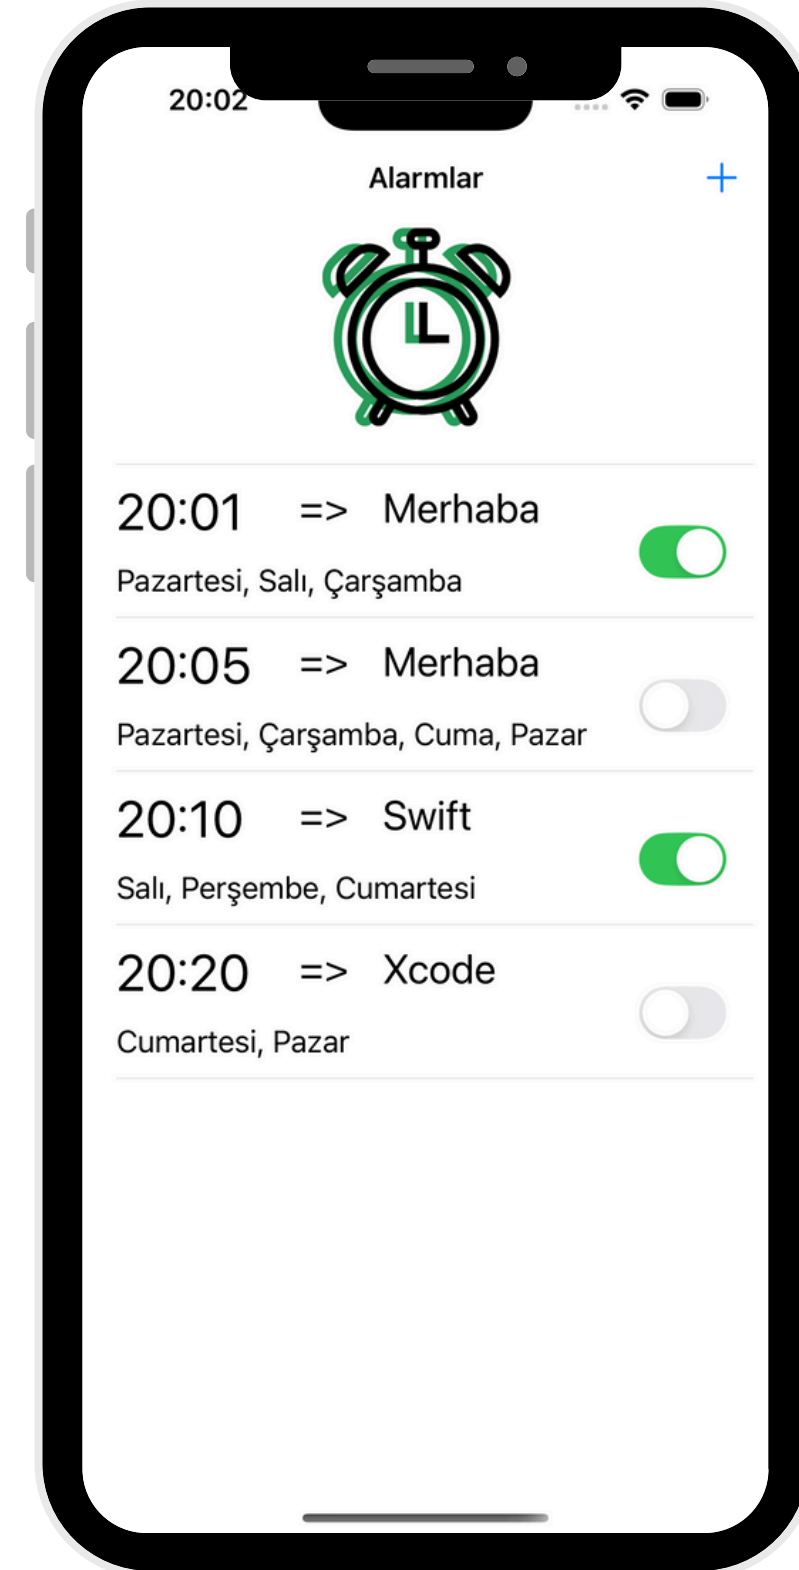 20:02
Alarmlar
20:01 => Merhaba
Pazartesi, Salı, Çarşamba
20:05 => Merhaba
Pazartesi, Çarşamba, Cuma, Pazar
20:10 => Swift
Salı, Perşembe, Cumartesi
20:20 => Xcode
Cumartesi, Pazar